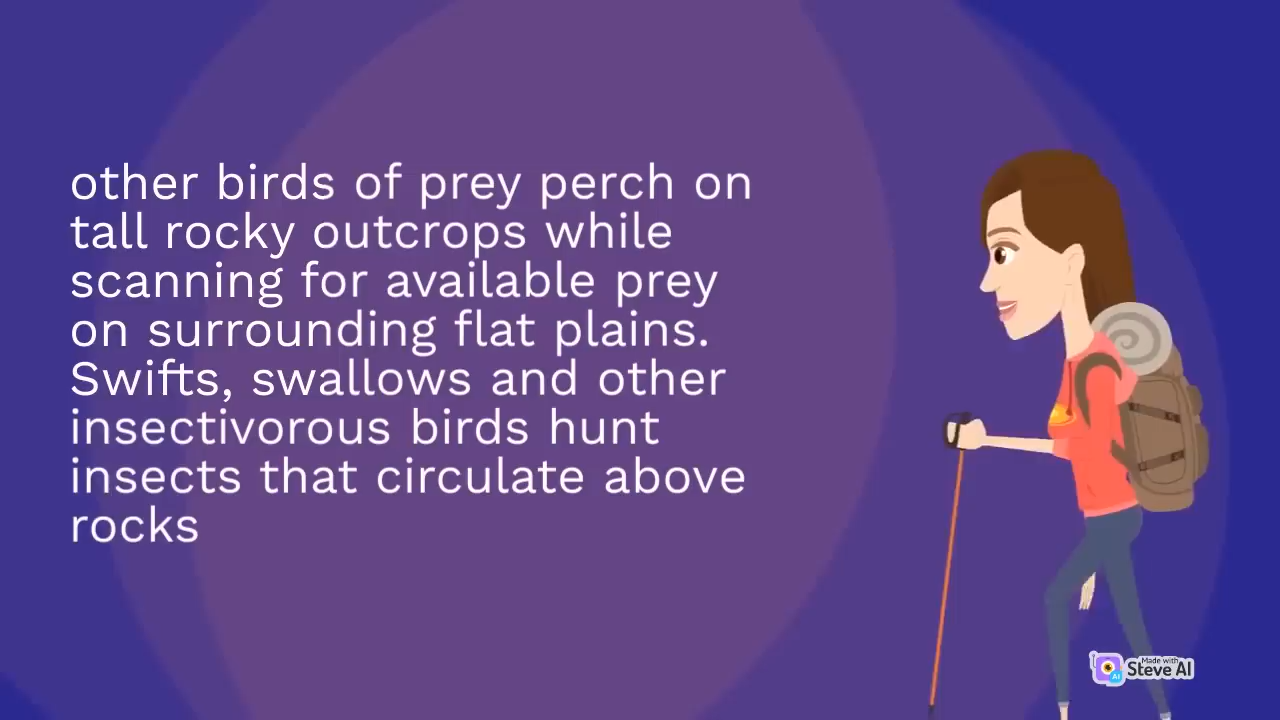 other birds of prey perch on
tall rocky outcrops while
scanning for available prey
on surrounding flat plains.
Swifts, swallows and other
insectivorous birds hunt
insects that circulate above
rocks
Made with
Steve AI
AI